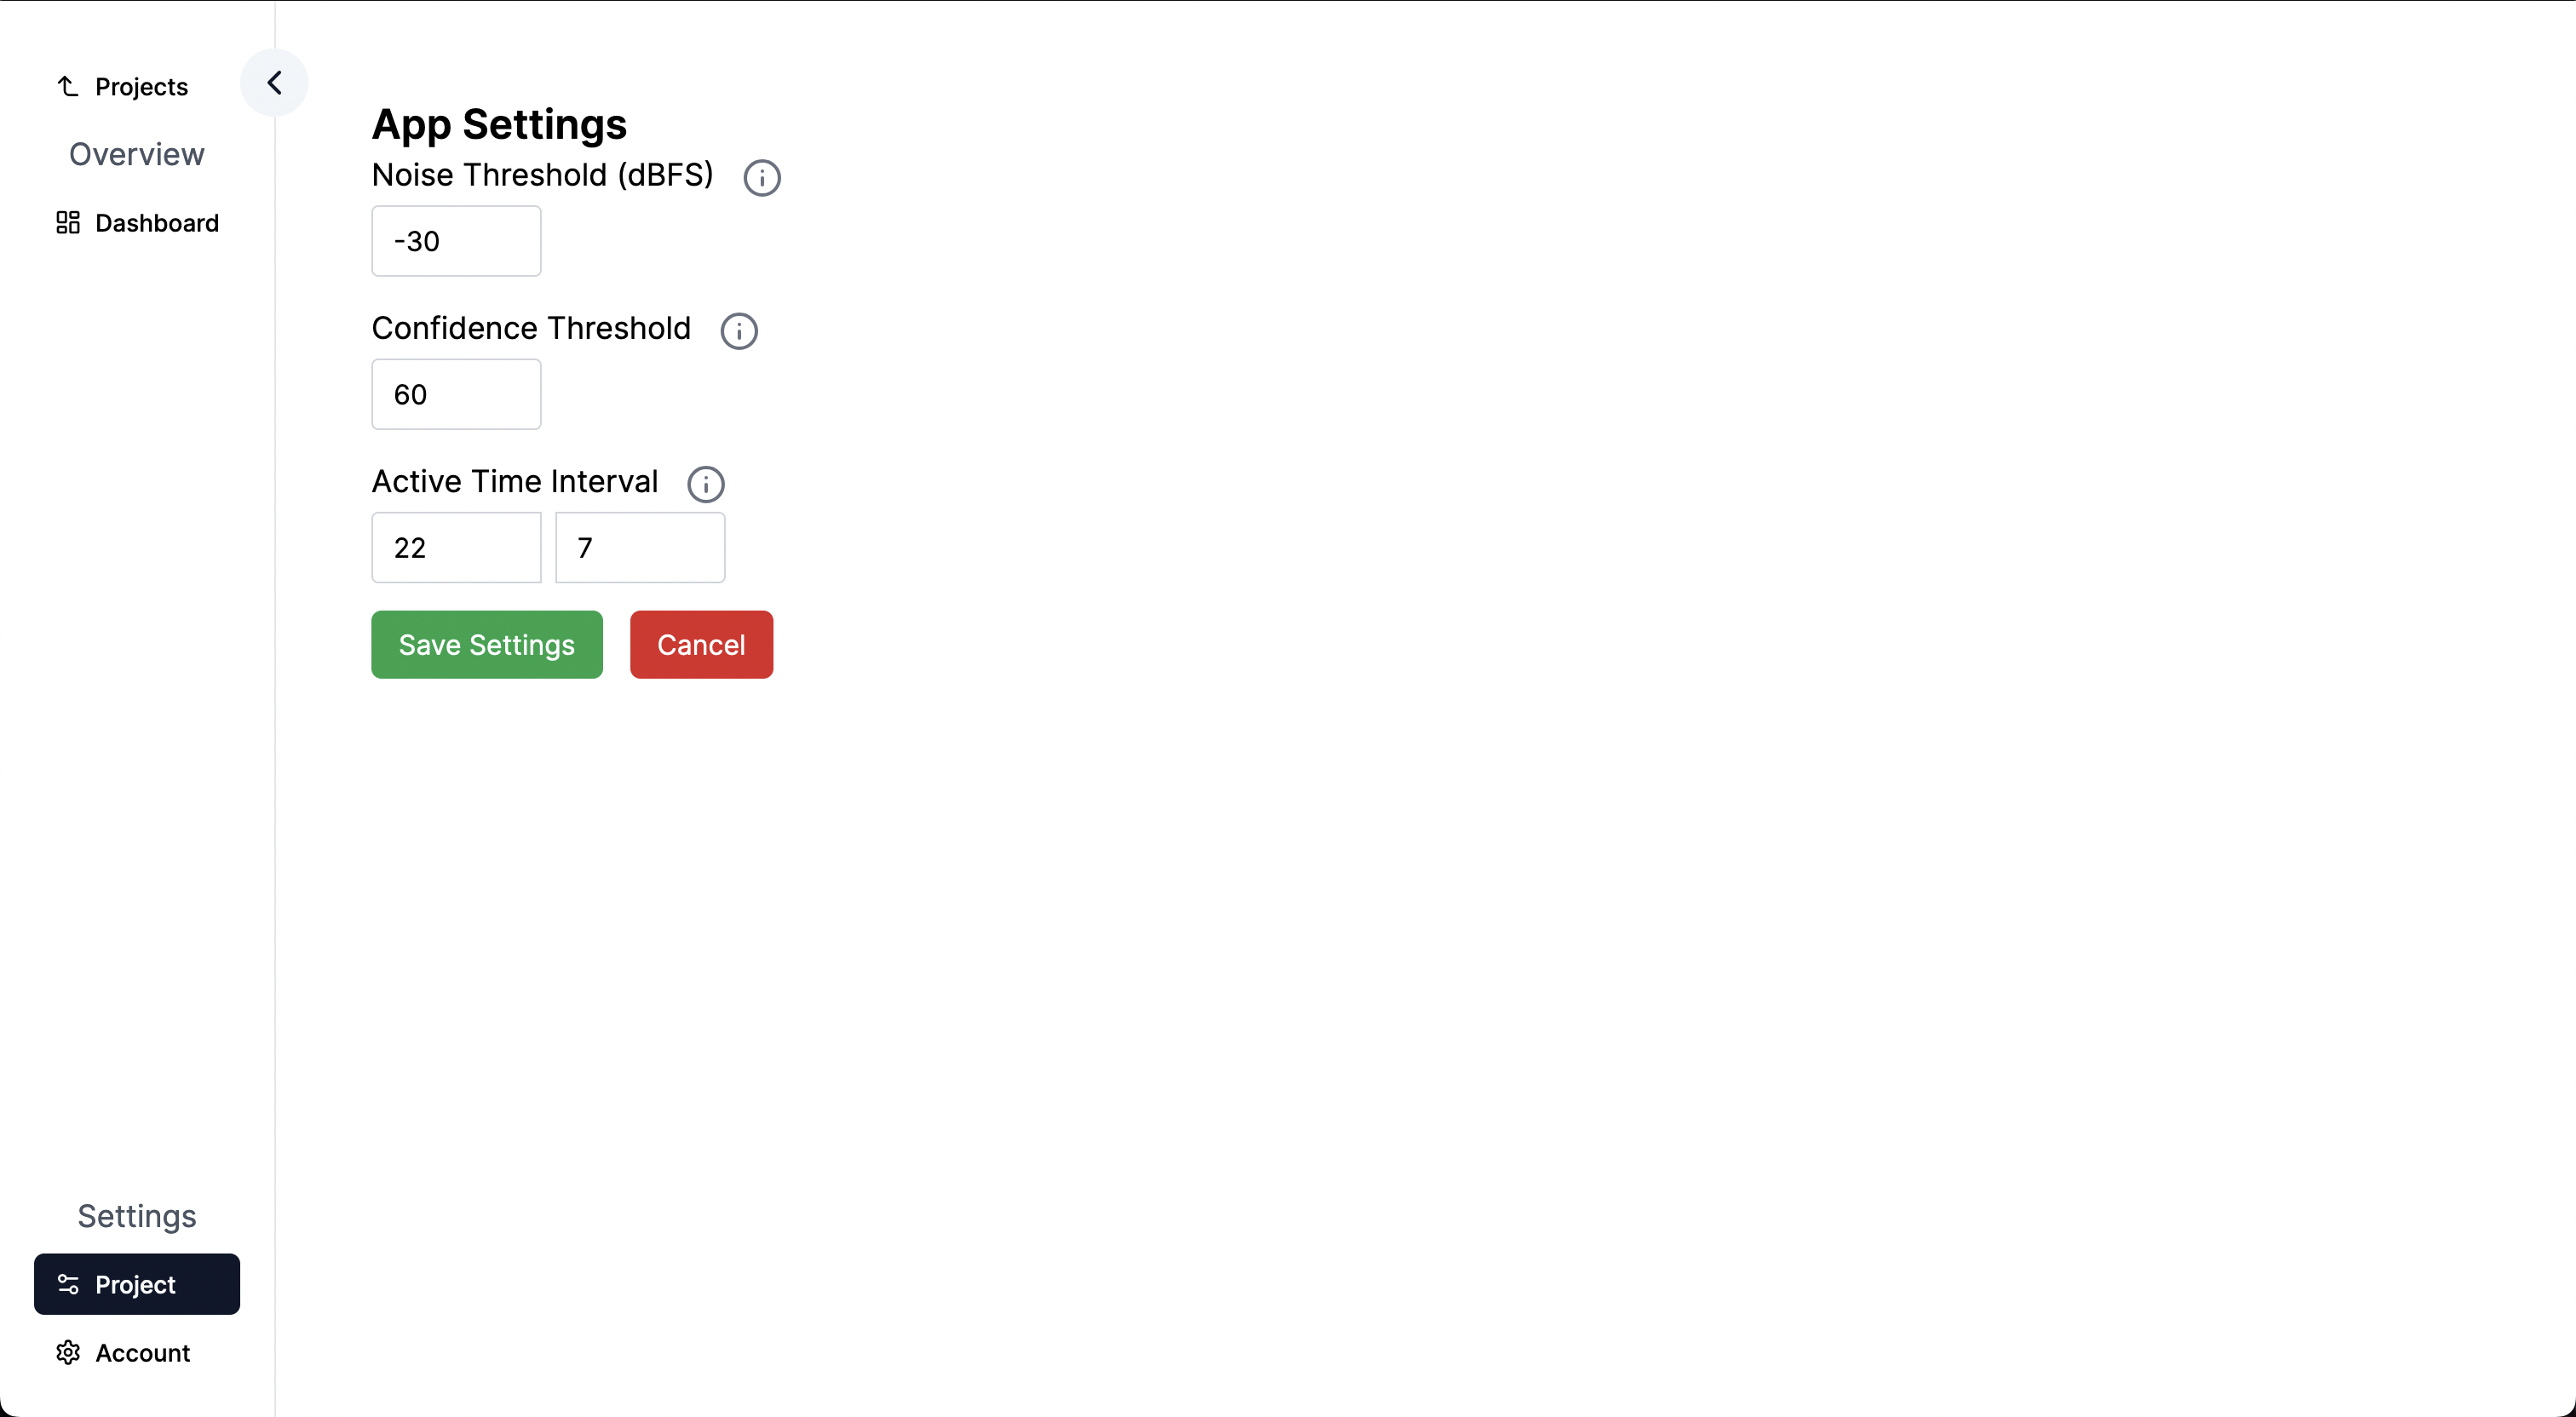 Projects
Overview
Dashboard
App Settings
Noise Threshold (dBFS)
-30
Confidence Threshold
60
Active Time Interval
22 7
Save Settings Cancel
Settings
Project
Account